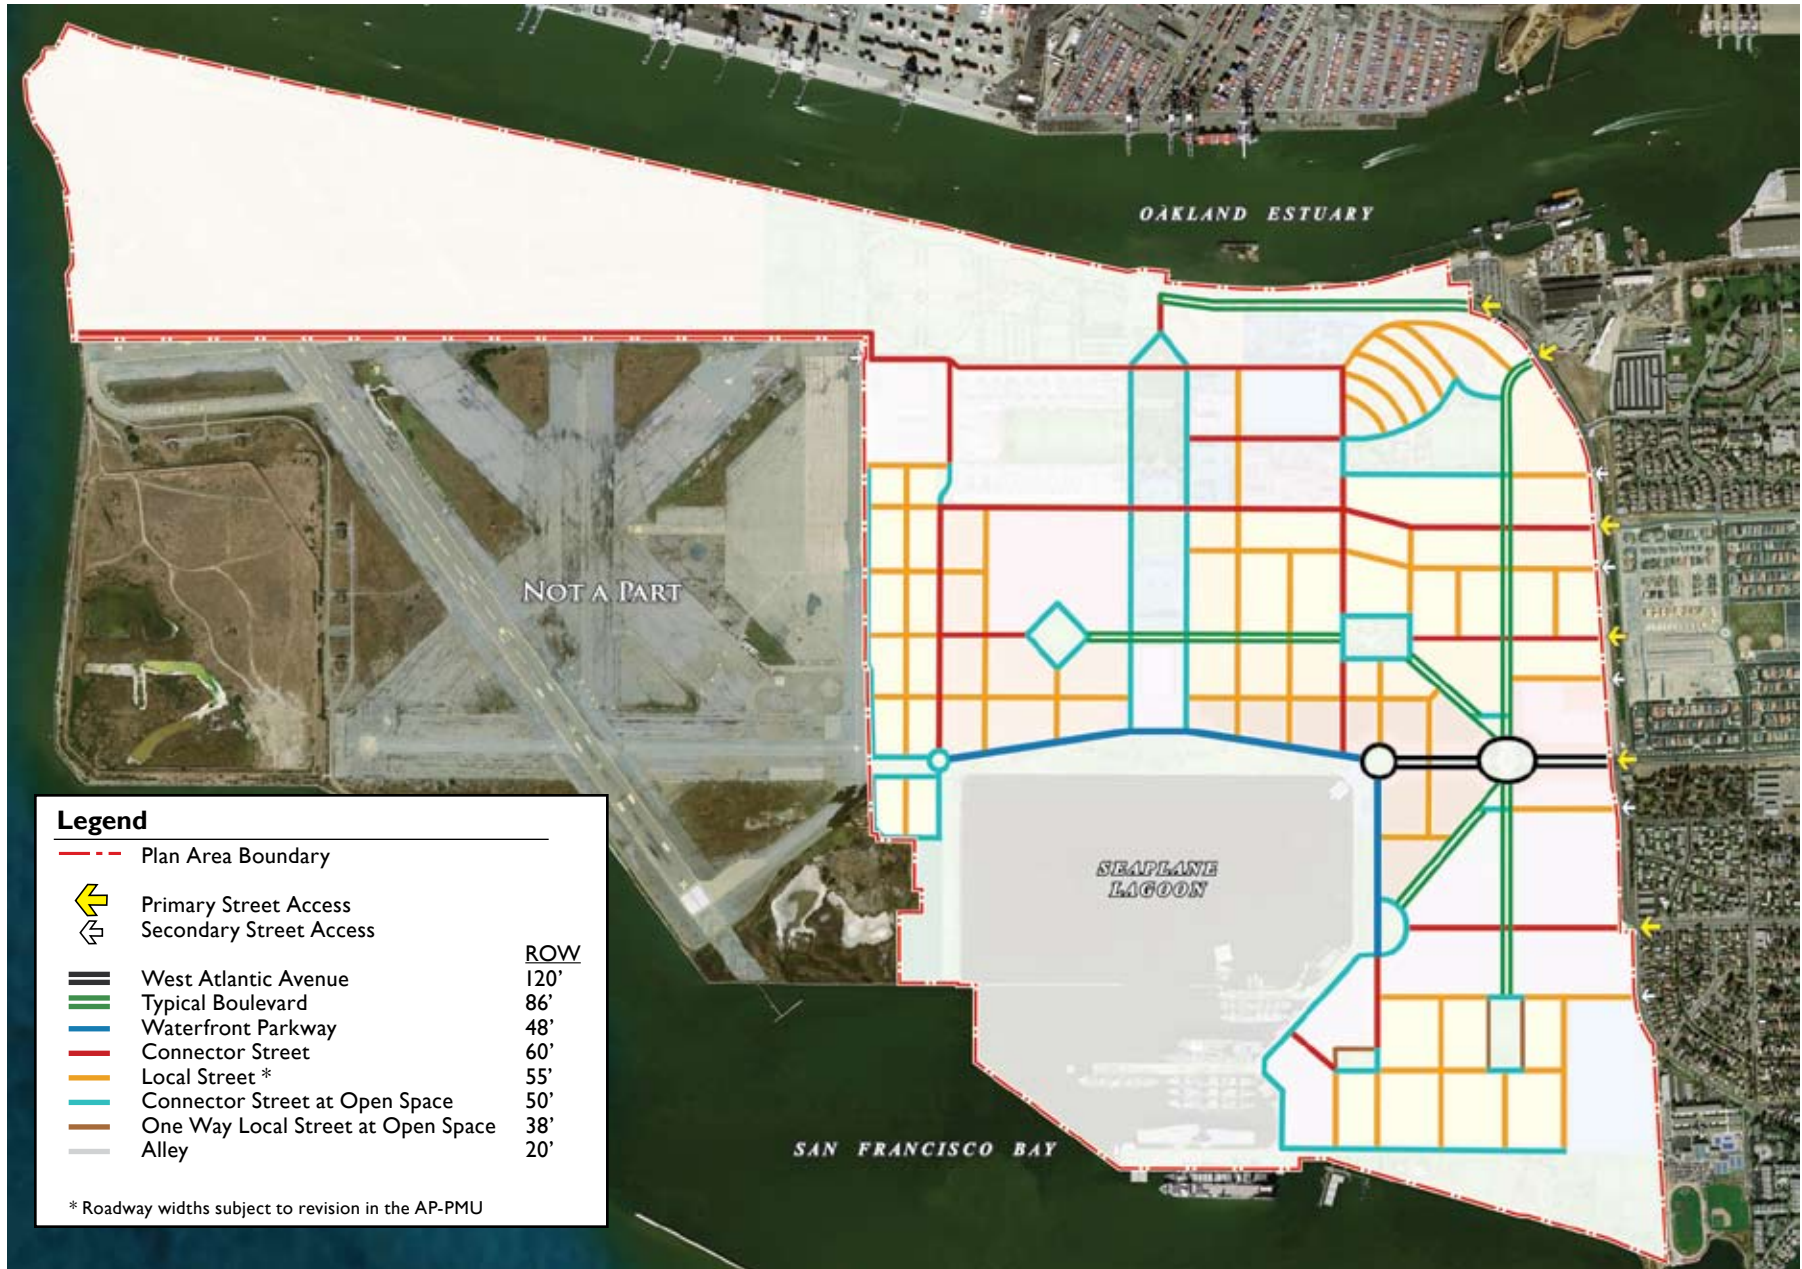 OAKLAND ESTUARY
NOT A PART
SEAPLANE
LAGOON
SAN FRANCISCO BAY
Legend
Plan Area Boundary
Primary Street Access
Secondary Street Access
ROW
West Atlantic Avenue 120'
Typical Boulevard 86'
Waterfront Parkway 48'
Connector Street 60'
Local Street * 55'
Connector Street at Open Space 50'
One Way Local Street at Open Space 38'
Alley 20'
* Roadway widths subject to revision in the AP-PMU